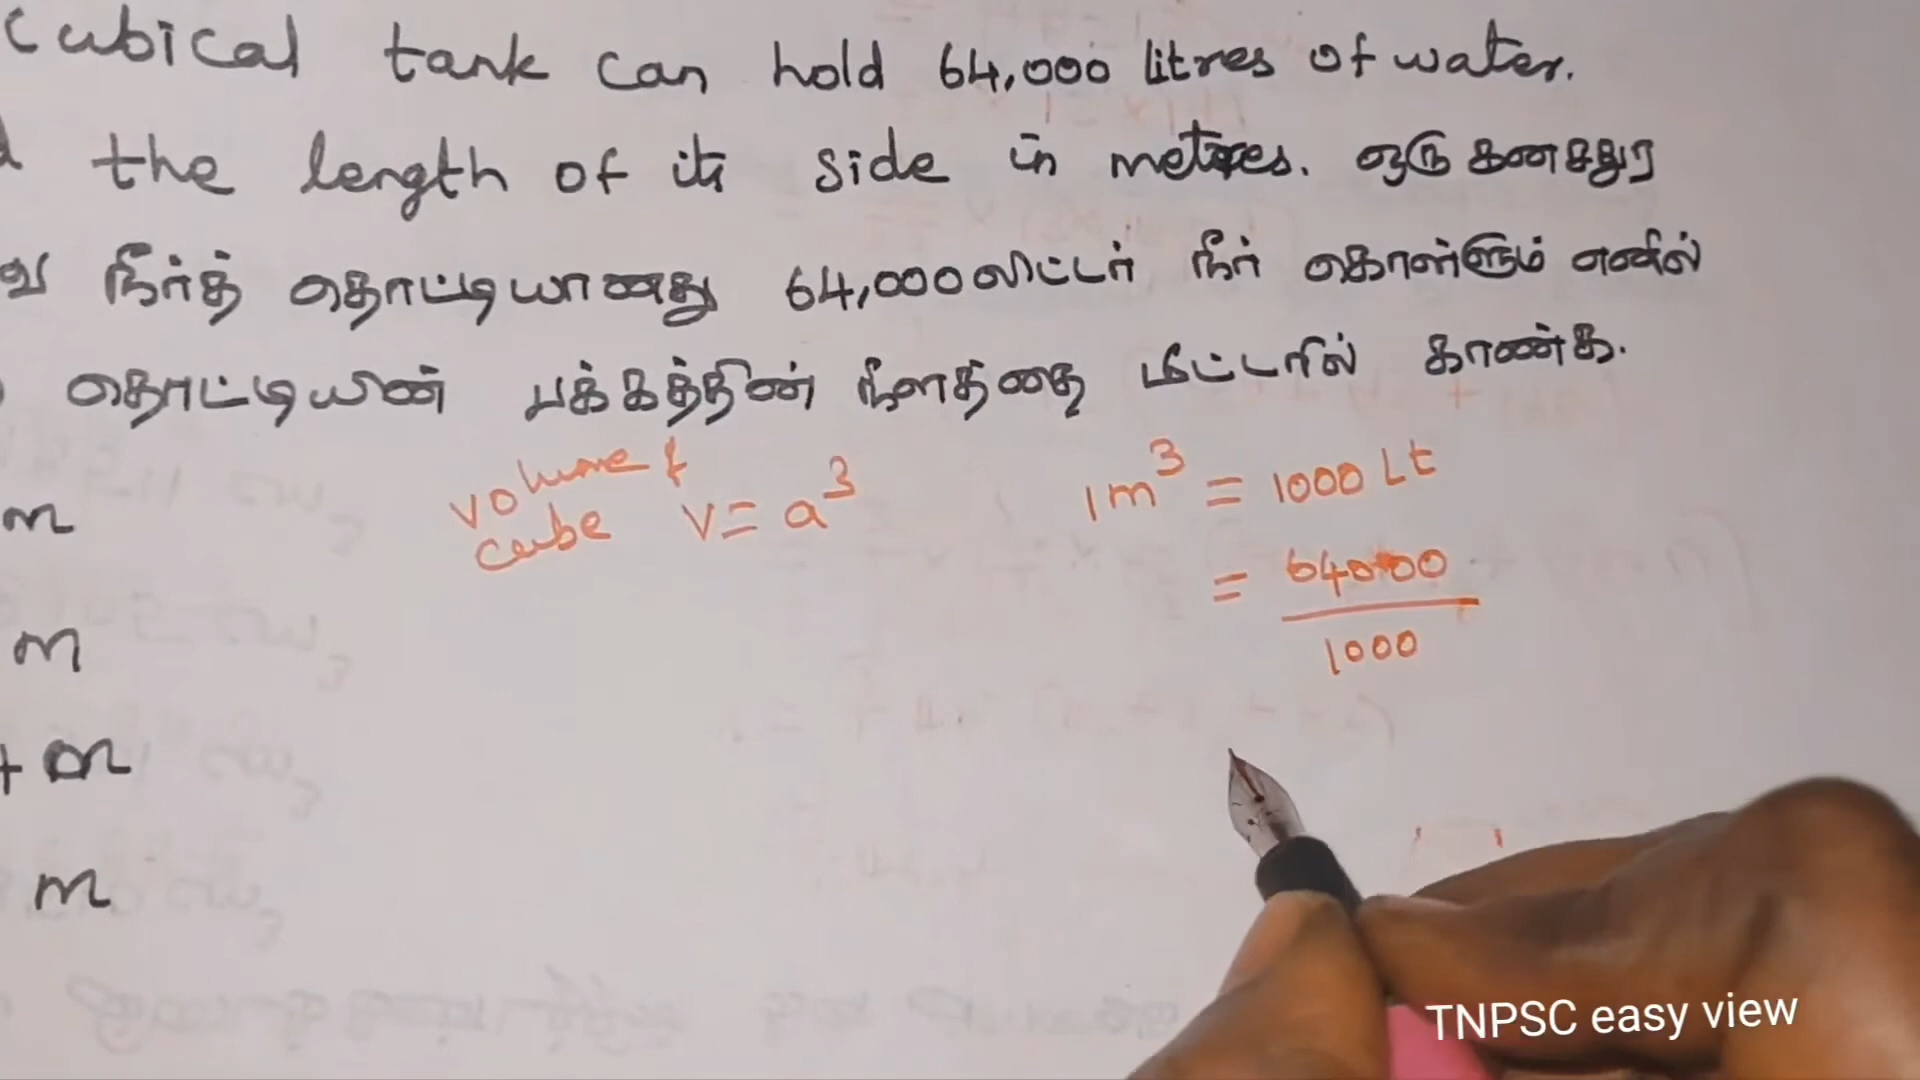 cubical tank can hold 64,000 litres of water.
the length of its side in metres. ஒரு கனசதுர
நீர்த் தொட்டியானது 64,000 லிட்டர் நீர் கொள்ளும் எனில்
தொட்டியின் பக்கத்தின் நீளத்தை மீட்டரில் காண்க.
volume of
cube V = a³
1m³ = 1000 Lt
= 64000
1000
m
m
m
m
TNPSC easy view